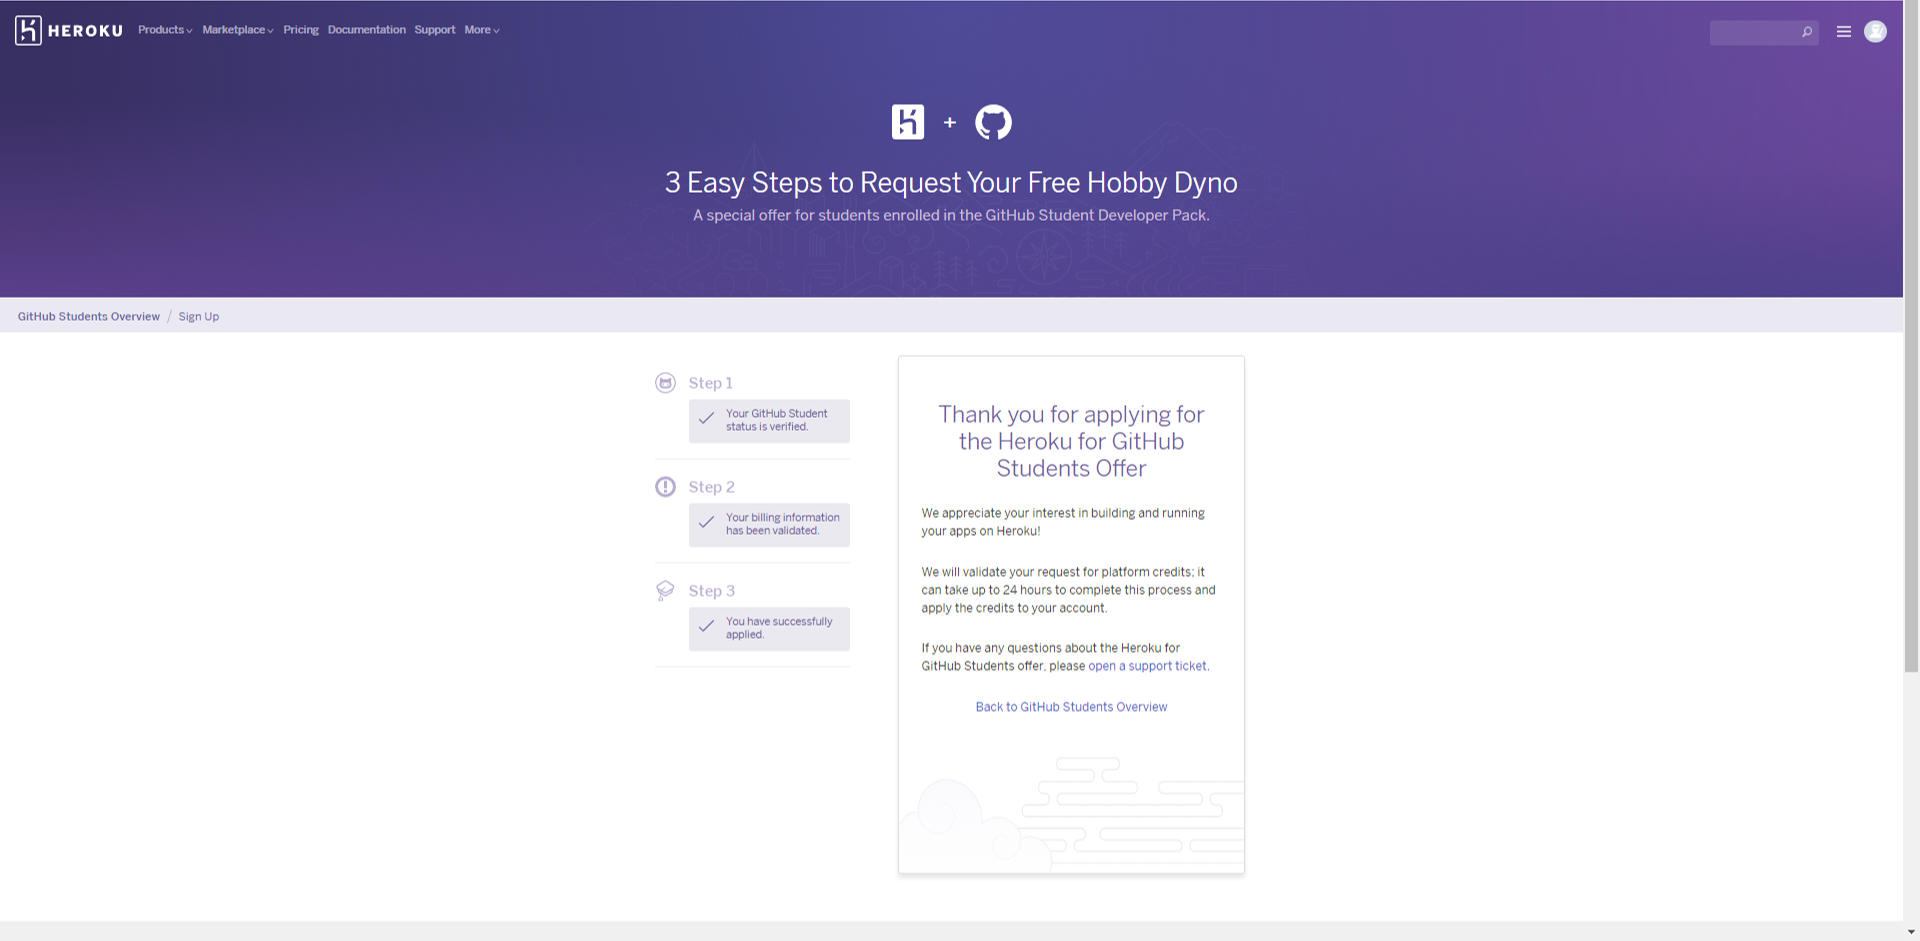 HEROKU Products Marketplace Pricing Documentation Support More
+
3 Easy Steps to Request Your Free Hobby Dyno
A special offer for students enrolled in the GitHub Student Developer Pack.
GitHub Students Overview / Sign Up
Step 1
Your GitHub Student
status is verified.
Step 2
Your billing information
has been validated.
Step 3
You have successfully
applied.
Thank you for applying for
the Heroku for GitHub
Students Offer
We appreciate your interest in building and running
your apps on Heroku!
We will validate your request for platform credits; it
can take up to 24 hours to complete this process and
apply the credits to your account.
If you have any questions about the Heroku for
GitHub Students offer, please open a support ticket.
Back to GitHub Students Overview